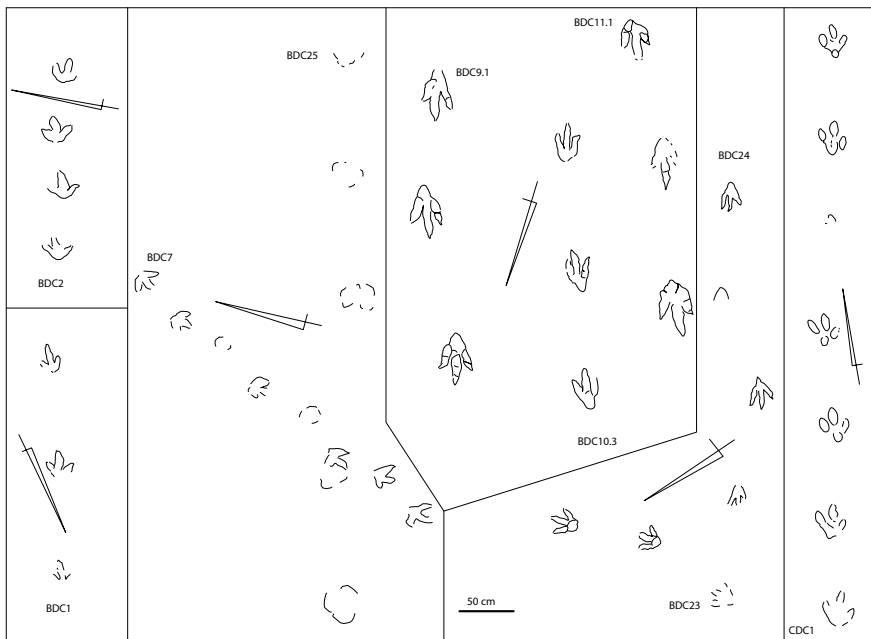 BDC11.1
BDC25
BDC9.1
BDC24
BDC7
BDC2
BDC10.3
50 cm
BDC23
BDC1
CDC1